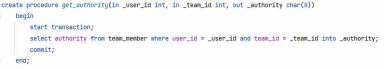 create procedure get_authority(in _user_id int, in _team_id int, out _authority char(8))
begin
start transaction;
select authority from team_member where user_id = _user_id and team_id = _team_id into _authority;
commit;
end;